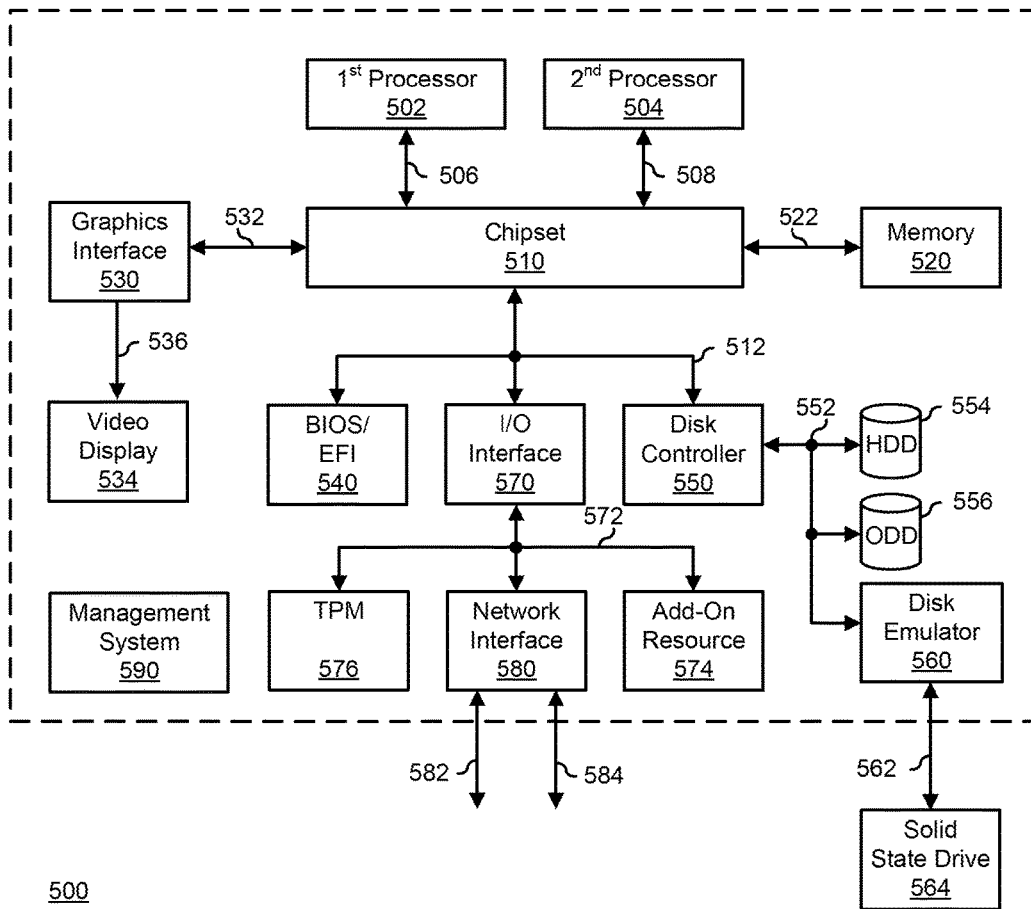 1st Processor
502
2nd Processor
504
506
508
Graphics
Interface
530
532
Chipset
510
522
Memory
520
536
512
Video
Display
534
BIOS/
EFI
540
I/O
Interface
570
Disk
Controller
550
552
HDD
554
572
ODD
556
Management
System
590
TPM
576
Network
Interface
580
Add-On
Resource
574
Disk
Emulator
560
582
584
562
Solid
State Drive
564
500